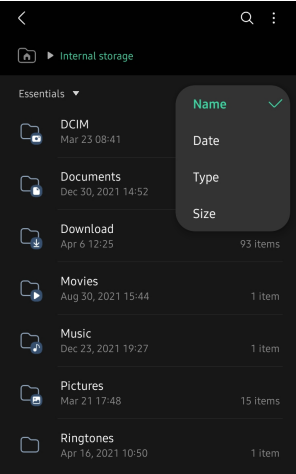 Internal storage
Essentials
Name
Date
Type
Size
DCIM
Mar 23 08:41
Documents
Dec 30, 2021 14:52
Download
Apr 6 12:25 93 items
Movies
Aug 30, 2021 15:44 1 item
Music
Dec 23, 2021 19:27 1 item
Pictures
Mar 21 17:48 15 items
Ringtones
Apr 16, 2021 10:50 1 item